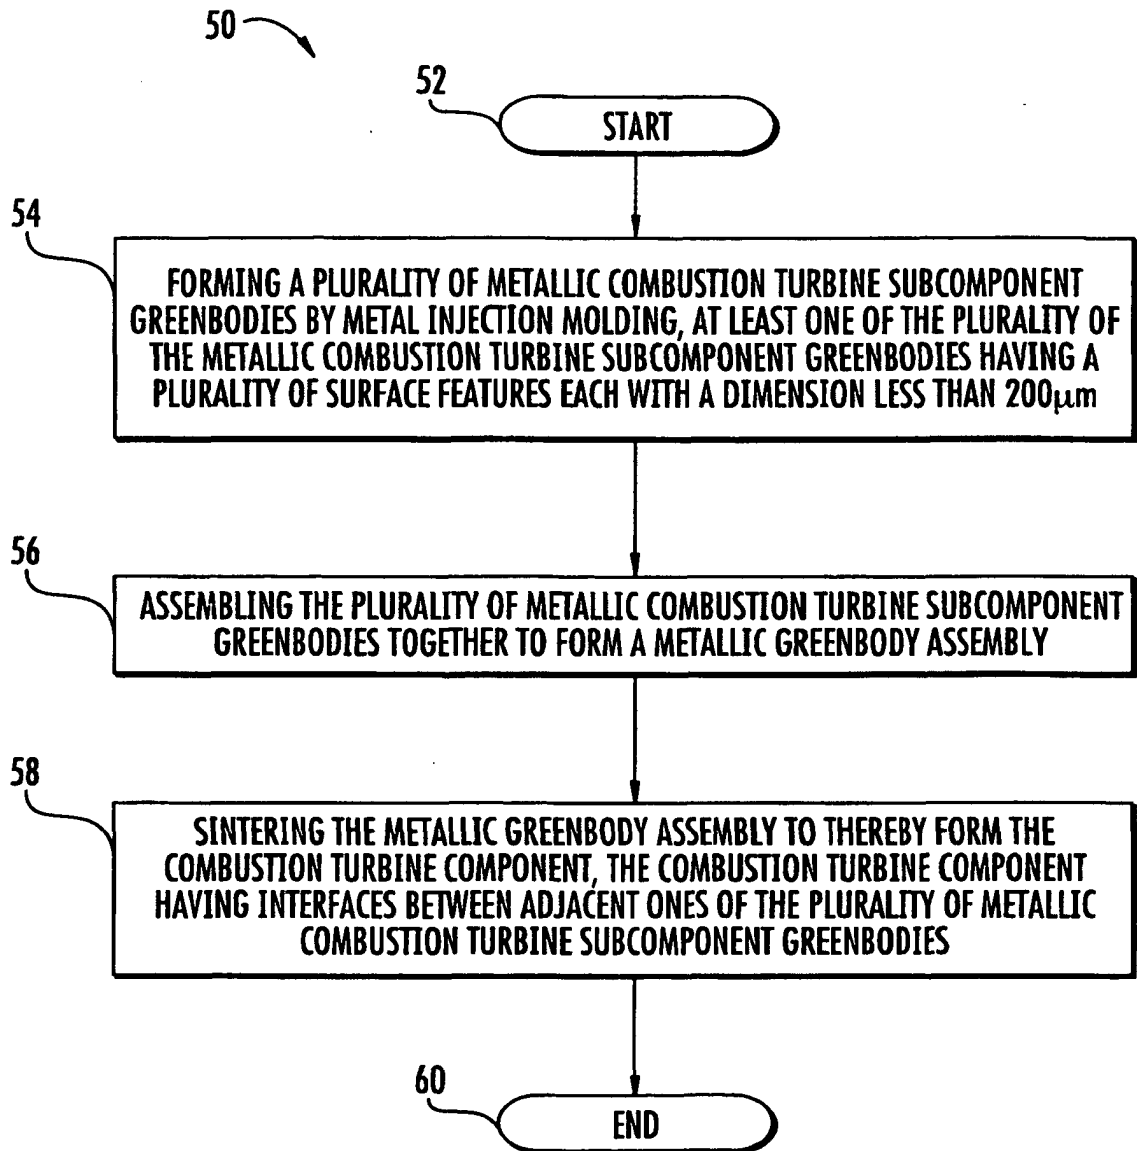 50
52
START
54
FORMING A PLURALITY OF METALLIC COMBUSTION TURBINE SUBCOMPONENT
GREENBODIES BY METAL INJECTION MOLDING, AT LEAST ONE OF THE PLURALITY OF
THE METALLIC COMBUSTION TURBINE SUBCOMPONENT GREENBODIES HAVING A
PLURALITY OF SURFACE FEATURES EACH WITH A DIMENSION LESS THAN 200μm
56
ASSEMBLING THE PLURALITY OF METALLIC COMBUSTION TURBINE SUBCOMPONENT
GREENBODIES TOGETHER TO FORM A METALLIC GREENBODY ASSEMBLY
58
SINTERING THE METALLIC GREENBODY ASSEMBLY TO THEREBY FORM THE
COMBUSTION TURBINE COMPONENT, THE COMBUSTION TURBINE COMPONENT
HAVING INTERFACES BETWEEN ADJACENT ONES OF THE PLURALITY OF METALLIC
COMBUSTION TURBINE SUBCOMPONENT GREENBODIES
60
END